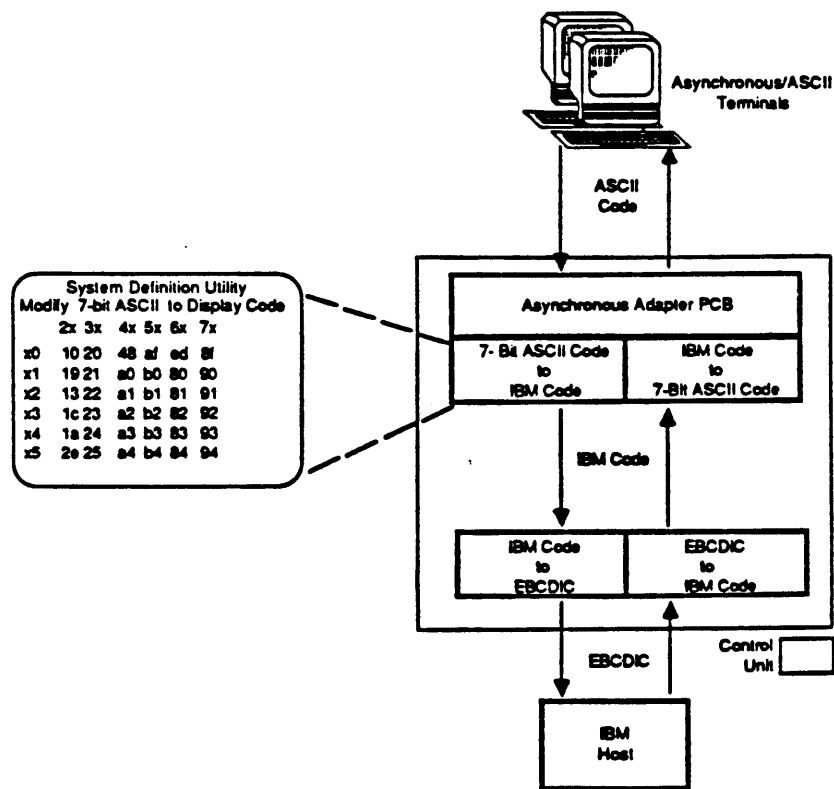 Asynchronous/ASCII
Terminals
ASCII
Code
System Definition Utility
Modify 7-bit ASCII to Display Code
2x 3x 4x 5x 6x 7x
x0 10 20 48 af ed 8f
x1 19 21 a0 b0 80 90
x2 13 22 a1 b1 81 91
x3 1c 23 a2 b2 82 92
x4 1a 24 a3 b3 83 93
x5 2e 25 a4 b4 84 94
Asynchronous Adapter PCB
7- Bit ASCII Code
to
IBM Code
IBM Code
to
7-Bit ASCII Code
IBM Code
IBM Code
to
EBCDIC
EBCDIC
to
IBM Code
Control
Unit
EBCDIC
IBM
Host